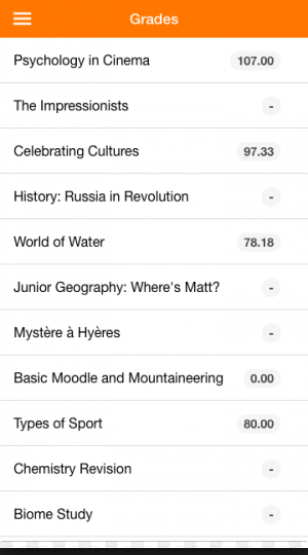 Grades
Psychology in Cinema 107.00
The Impressionists -
Celebrating Cultures 97.33
History: Russia in Revolution -
World of Water 78.18
Junior Geography: Where's Matt? -
Mystère à Hyères -
Basic Moodle and Mountaineering 0.00
Types of Sport 80.00
Chemistry Revision -
Biome Study -